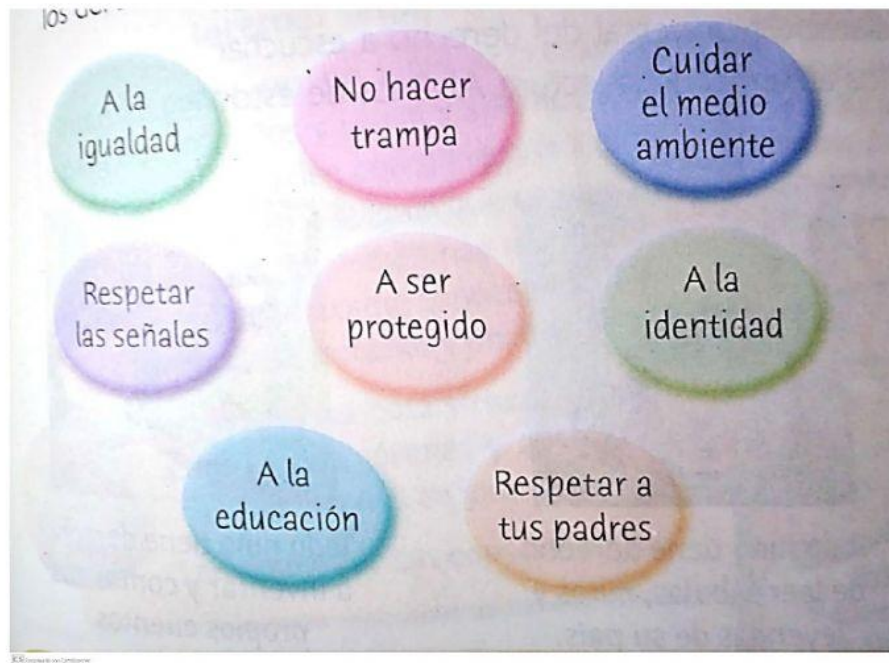 los
A la
igualdad
No hacer
trampa
Cuidar
el medio
ambiente
Respetar
las señales
A ser
protegido
A la
identidad
A la
educación
Respetar a
tus padres